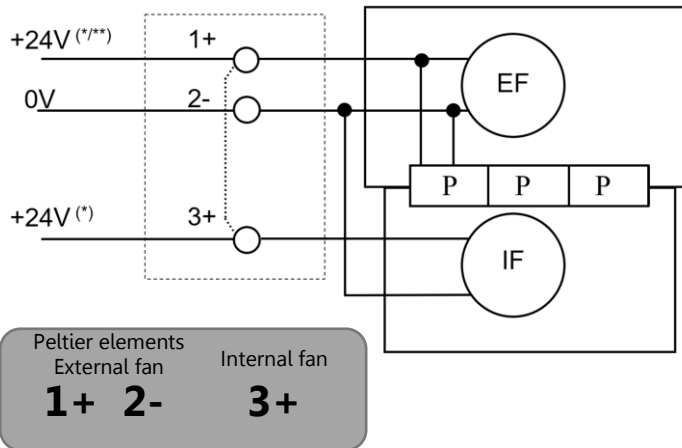 +24V (*/**) 1+
EF
0V 2-
P P P
+24V (*) 3+
IF
Peltier elements
External fan
Internal fan
1+ 2- 3+